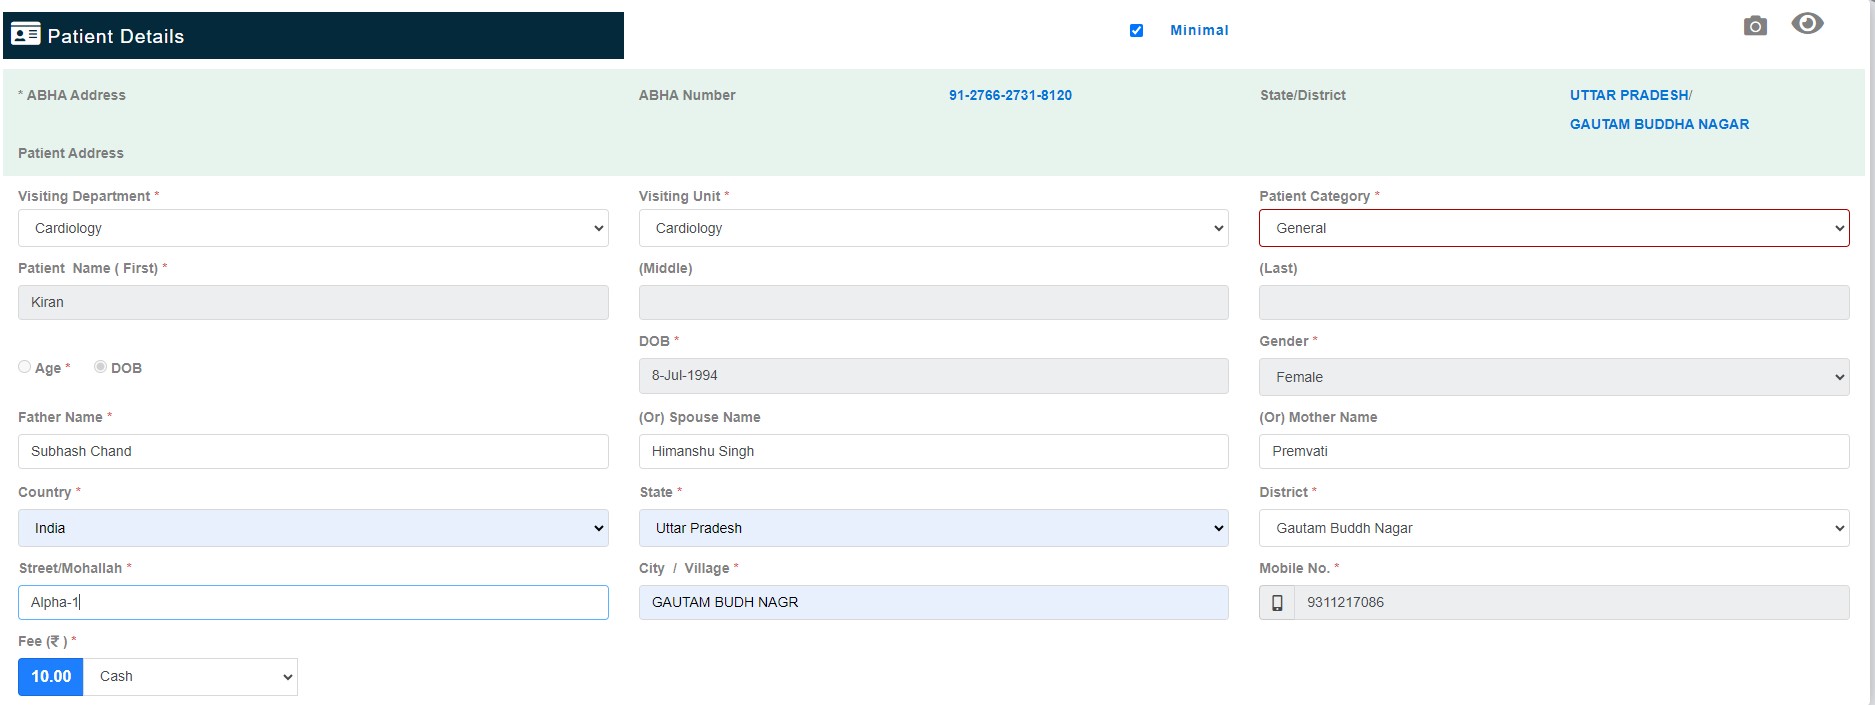 Patient Details
Minimal
* ABHA Address
ABHA Number
91-2766-2731-8120
State/District
UTTAR PRADESH/
GAUTAM BUDDHA NAGAR
Patient Address
Visiting Department *
Visiting Unit *
Patient Category *
Cardiology
Cardiology
General
Patient Name ( First) *
(Middle)
(Last)
Kiran
Age *
DOB
DOB *
Gender *
8-Jul-1994
Female
Father Name *
(Or) Spouse Name
(Or) Mother Name
Subhash Chand
Himanshu Singh
Premvati
Country *
State *
District *
India
Uttar Pradesh
Gautam Buddh Nagar
Street/Mohallah *
City / Village *
Mobile No. *
Alpha-1
GAUTAM BUDH NAGR
9311217086
Fee (₹ ) *
10.00
Cash